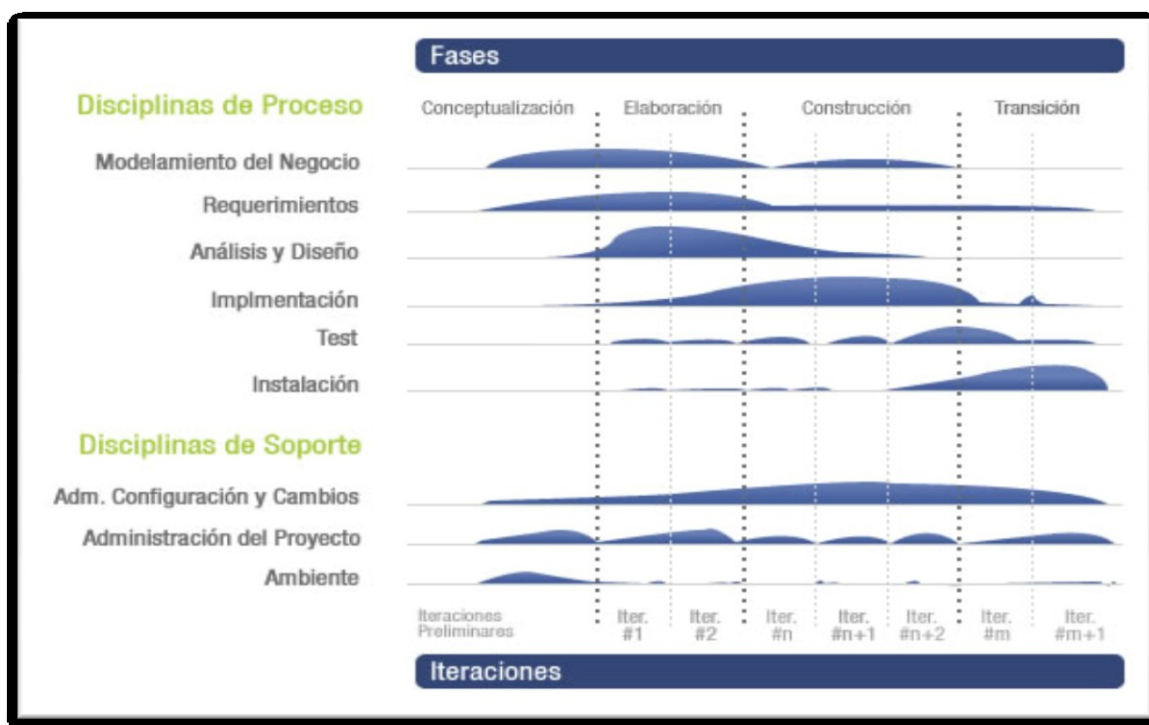 Fases
Disciplinas de Proceso
Conceptualización Elaboración Construcción Transición
Modelamiento del Negocio
Requerimientos
Análisis y Diseño
Implmentación
Test
Instalación
Disciplinas de Soporte
Adm. Configuración y Cambios
Administración del Proyecto
Ambiente
Iteraciones Iter. Iter. Iter. Iter. Iter. Iter. Iter.
Preliminares #1 #2 #n #n+1 #n+2 #m #m+1
Iteraciones